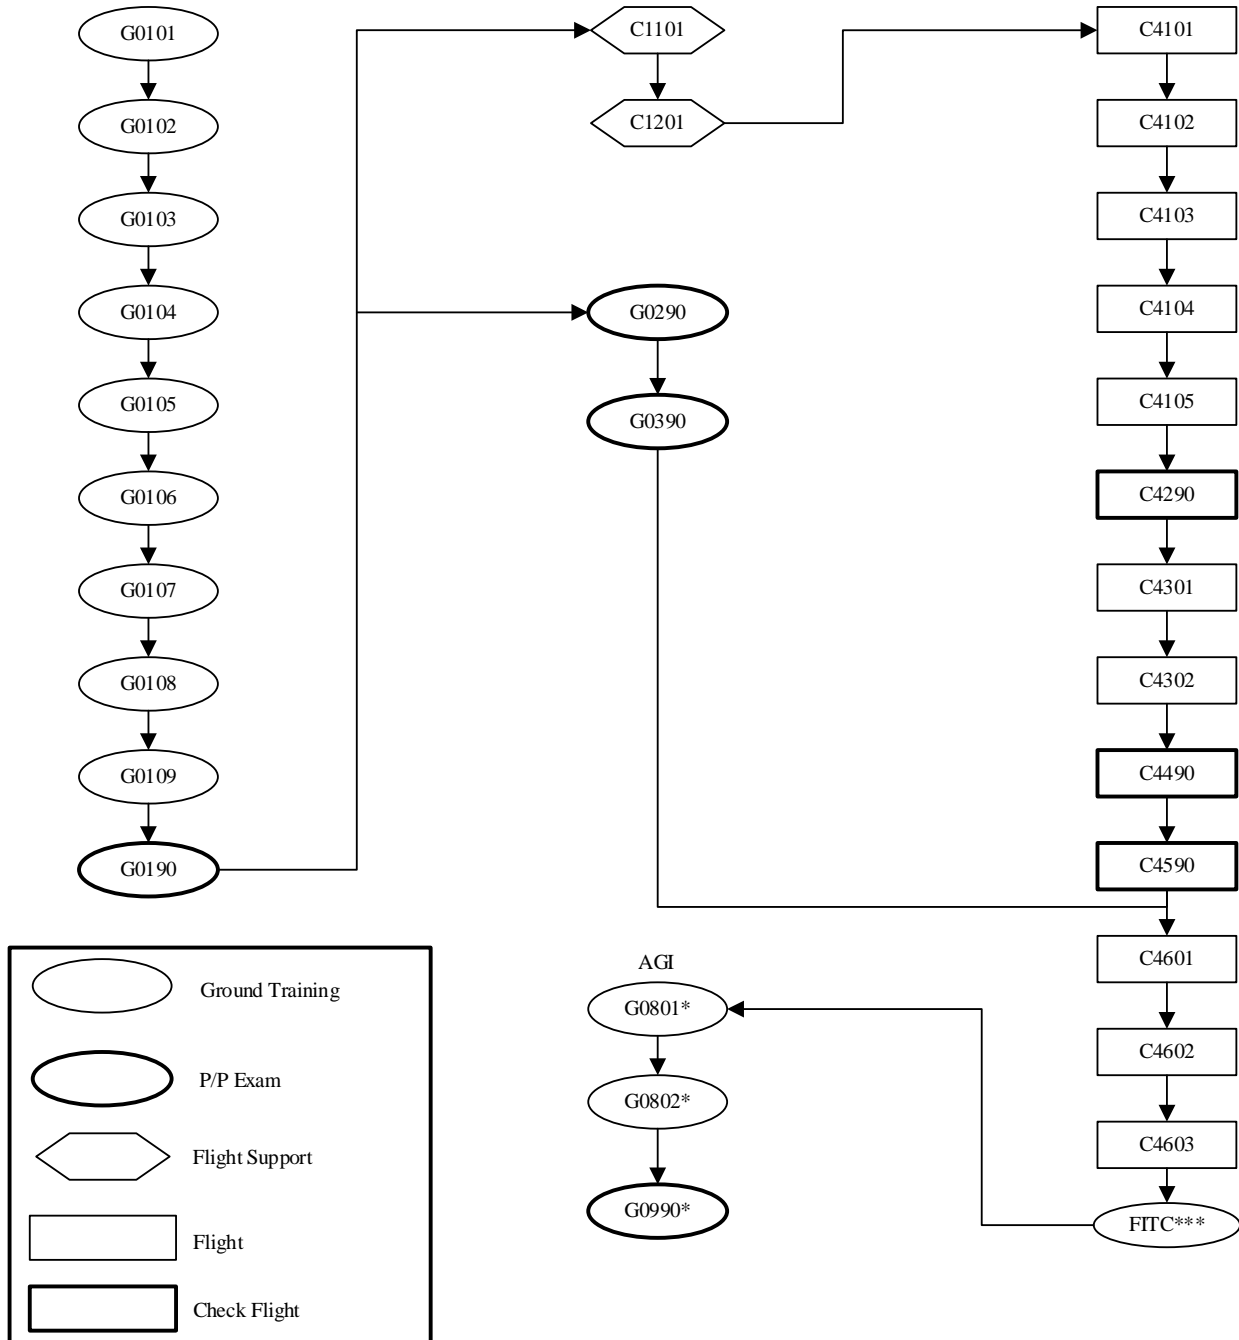 G0101
G0102
G0103
G0104
G0105
G0106
G0107
G0108
G0109
G0190
C1101
C1201
G0290
G0390
C4101
C4102
C4103
C4104
C4105
C4290
C4301
C4302
C4490
C4590
C4601
C4602
C4603
FITC***
AGI
G0801*
G0802*
G0990*
Ground Training
P/P Exam
Flight Support
Flight
Check Flight